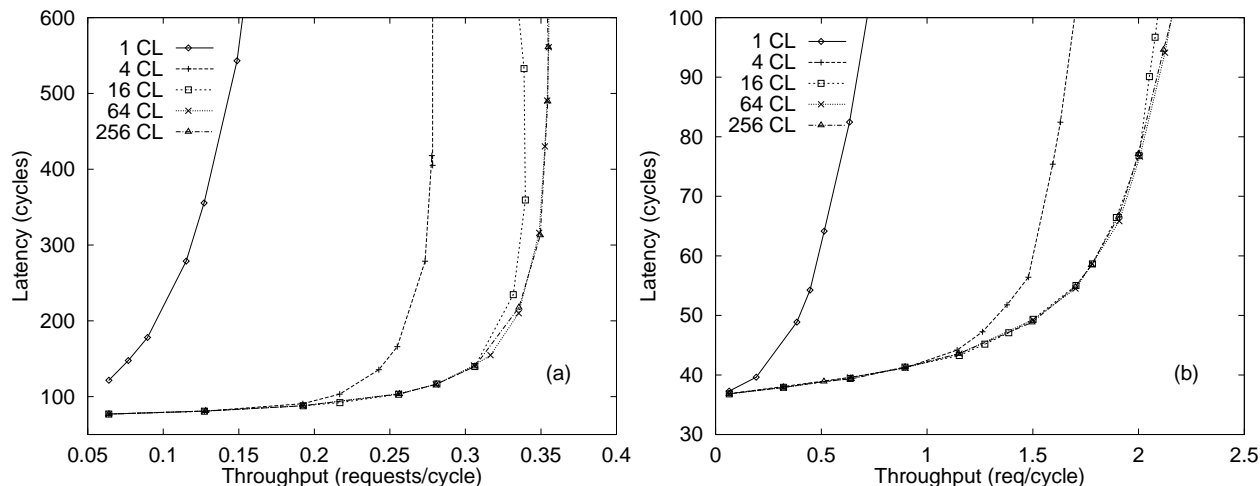 600
500
400
300
200
100
Latency (cycles)
1 CL
4 CL
16 CL
64 CL
256 CL
(a)
0.05 0.1 0.15 0.2 0.25 0.3 0.35 0.4
Throughput (requests/cycle)
100
90
80
70
60
50
40
30
Latency (cycles)
1 CL
4 CL
16 CL
64 CL
256 CL
(b)
0 0.5 1 1.5 2 2.5
Throughput (req/cycle)